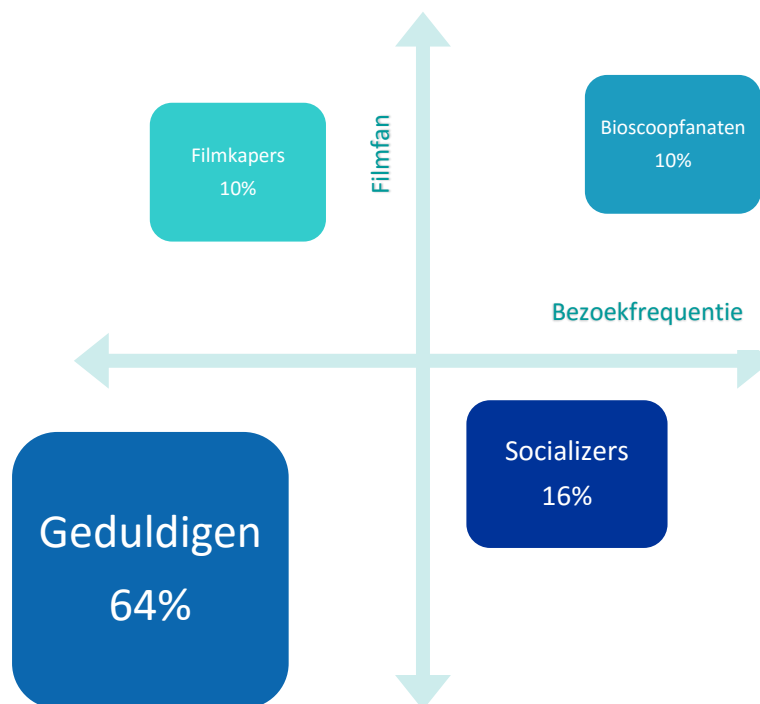 Filmkapers
10%
Filmfan
Bioscoopfanaten
10%
Bezoekfrequentie
Socializers
16%
Geduldigen
64%